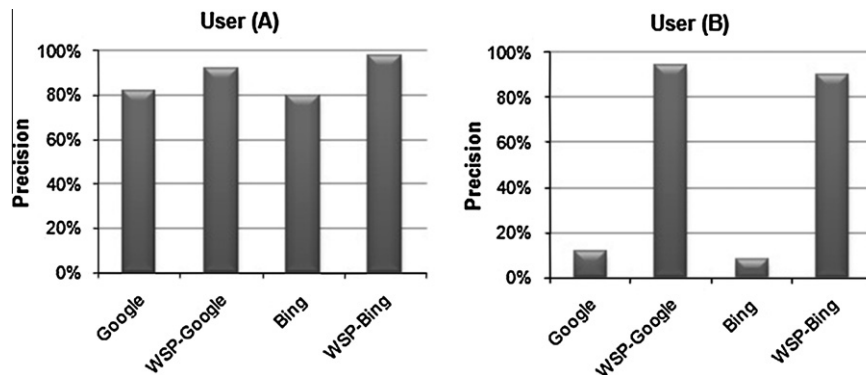 User (A)
Precision
100%
80%
60%
40%
20%
0%
Google
WSP-Google
Bing
WSP-Bing
User (B)
Precision
100%
80%
60%
40%
20%
0%
Google
WSP-Google
Bing
WSP-Bing